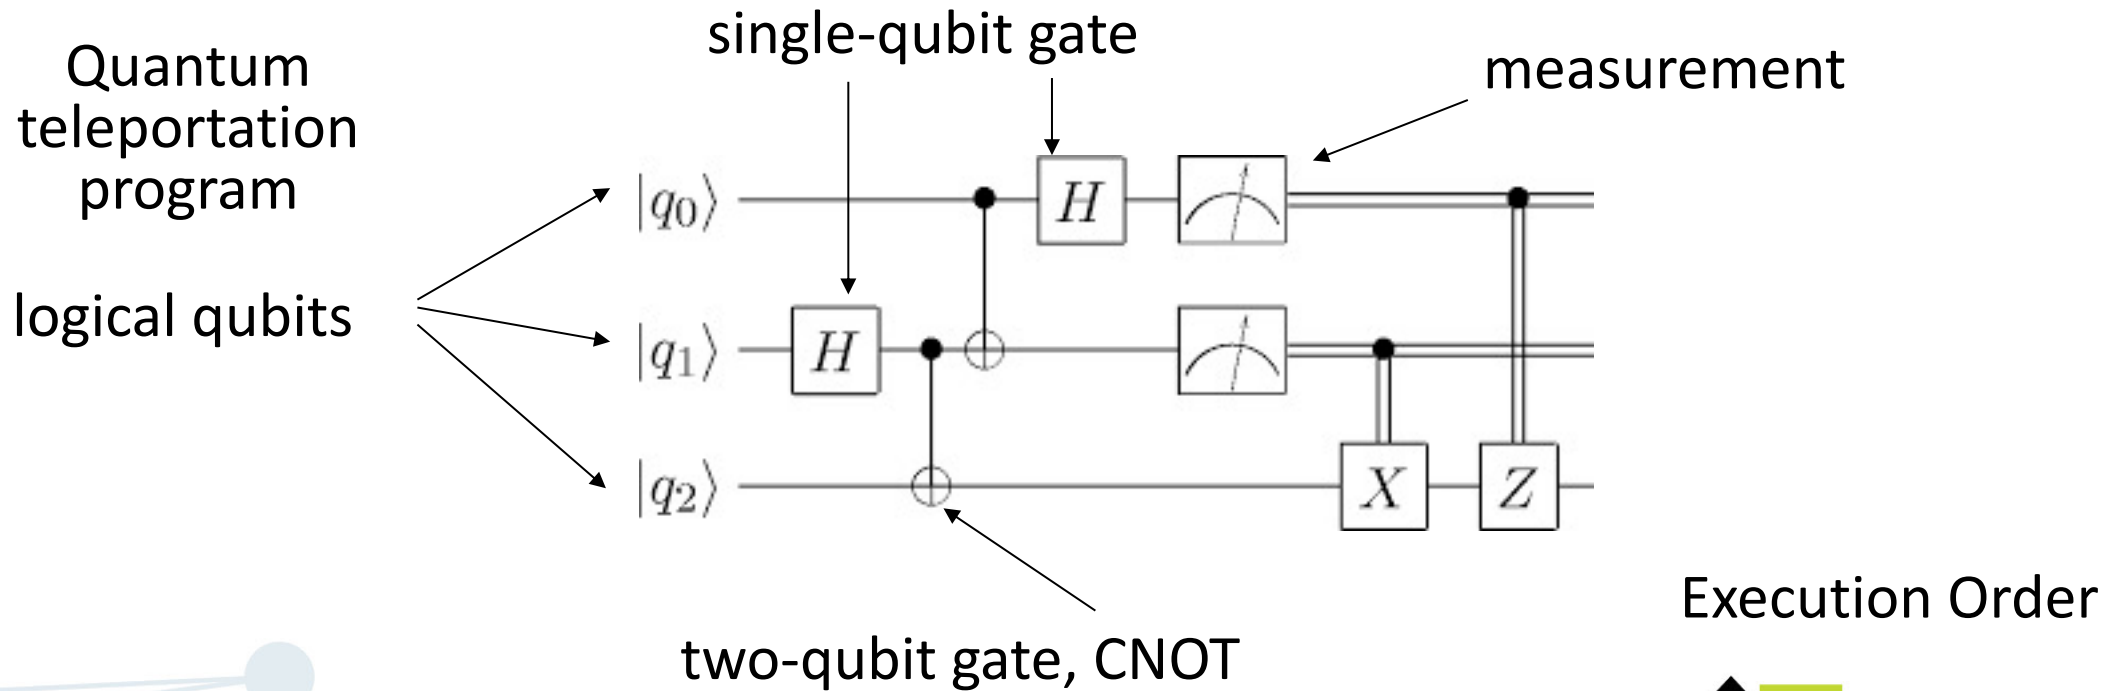 Quantum
teleportation
program
single-qubit gate
measurement
logical qubits
|q₀⟩
H
|q₁⟩
H
|q₂⟩
X
Z
two-qubit gate, CNOT
Execution Order